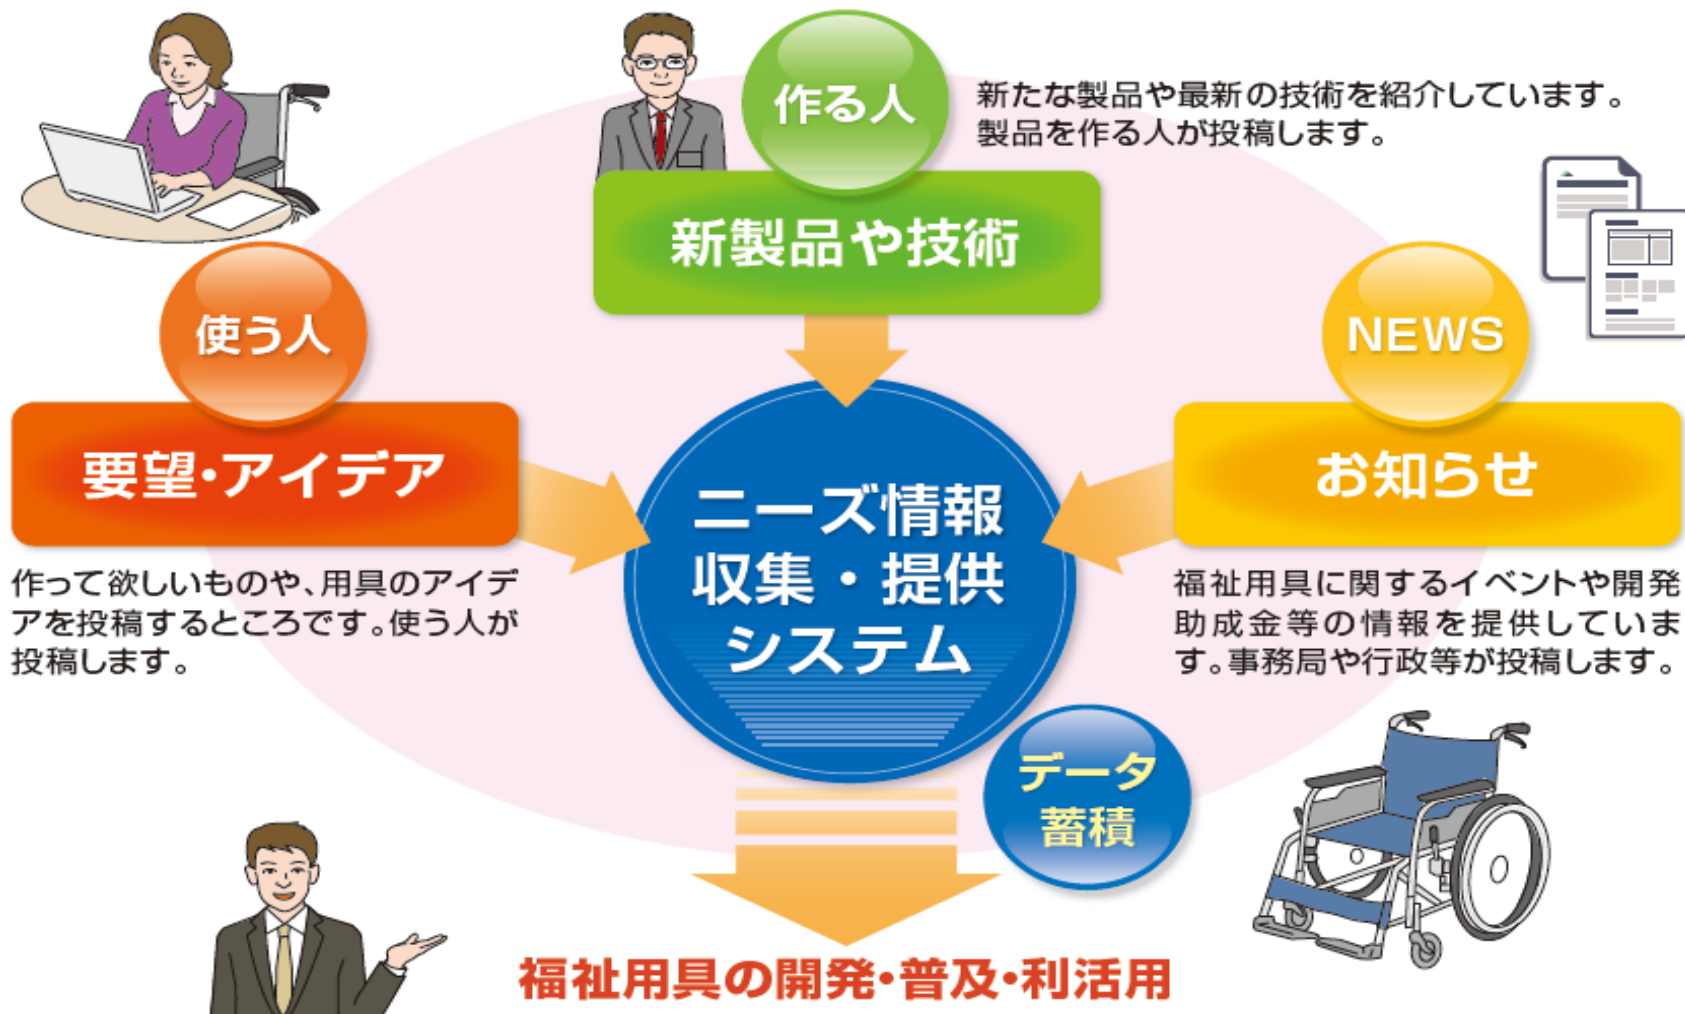 作る人
新たな製品や最新の技術を紹介しています。
製品を作る人が投稿します。
新製品や技術
使う人
要望・アイデア
作って欲しいものや、用具のアイデ
アを投稿するところです。使う人が
投稿します。
NEWS
お知らせ
福祉用具に関するイベントや開発
助成金等の情報を提供していま
す。事務局や行政等が投稿します。
ニーズ情報
収集・提供
システム
データ
蓄積
福祉用具の開発・普及・利活用